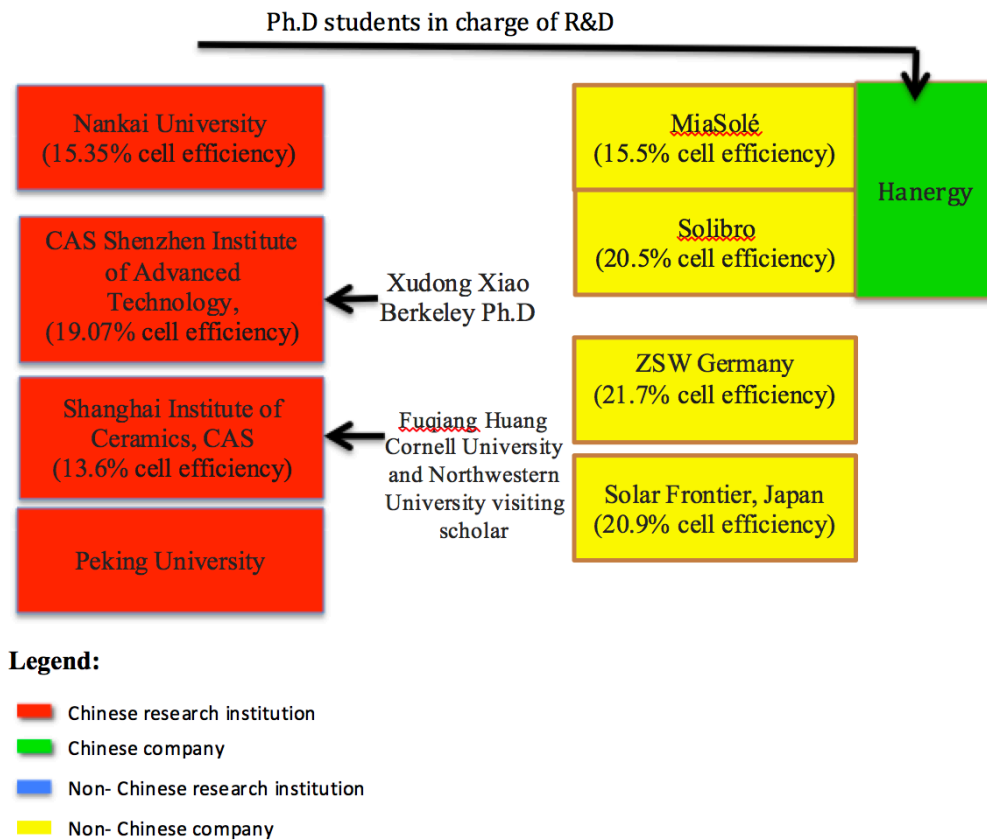 Ph.D students in charge of R&D
Nankai University
(15.35% cell efficiency)
CAS Shenzhen Institute
of Advanced
Technology,
(19.07% cell efficiency)
Xudong Xiao
Berkeley Ph.D
Shanghai Institute of
Ceramics, CAS
(13.6% cell efficiency)
Fuqiang Huang
Cornell University
and Northwestern
University visiting
scholar
Peking University
MiaSolé
(15.5% cell efficiency)
Solibro
(20.5% cell efficiency)
Hanergy
ZSW Germany
(21.7% cell efficiency)
Solar Frontier, Japan
(20.9% cell efficiency)
Legend:
Chinese research institution
Chinese company
Non- Chinese research institution
Non- Chinese company